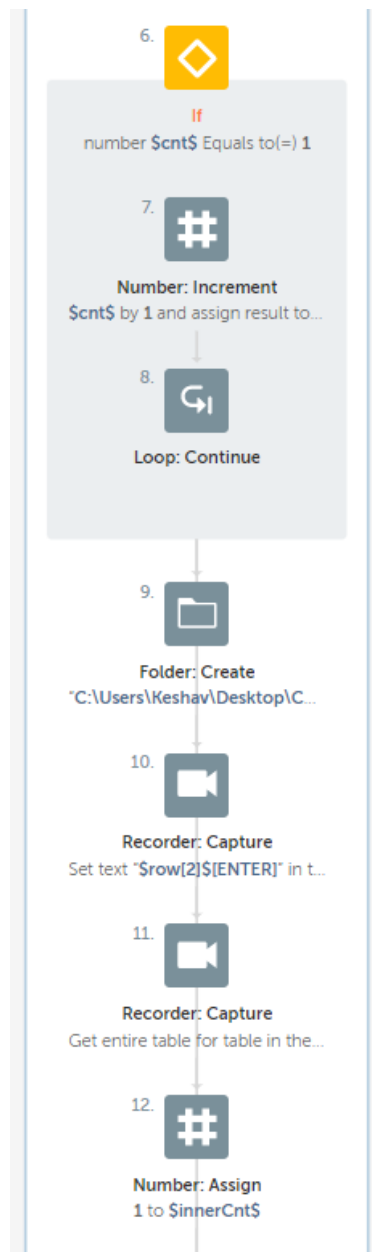 6.
If
number $cnt$ Equals to(=) 1
7.
Number: Increment
$cnt$ by 1 and assign result to...
8.
Loop: Continue
9.
Folder: Create
"C:\Users\Keshav\Desktop\C...
10.
Recorder: Capture
Set text "$row[2]$[ENTER]" in t...
11.
Recorder: Capture
Get entire table for table in the...
12.
Number: Assign
1 to $innerCnt$